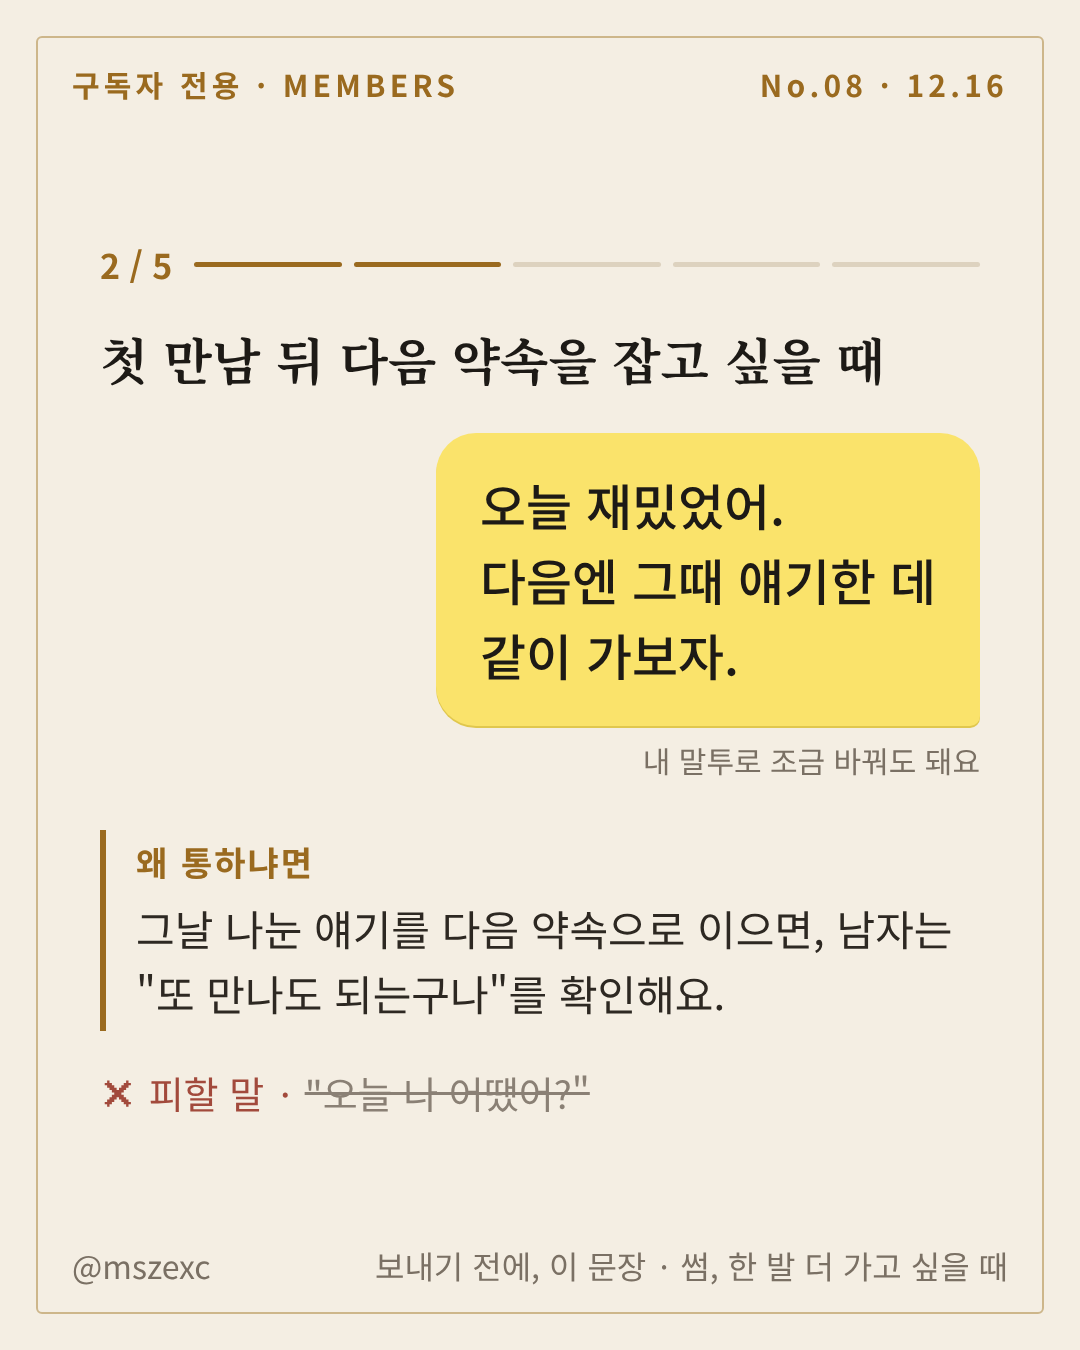 구독자 전용 · MEMBERS
No.08 · 12.16
2 / 5
첫 만남 뒤 다음 약속을 잡고 싶을 때
오늘 재밌었어.
다음엔 그때 얘기한 데
같이 가보자.
내 말투로 조금 바꿔도 돼요
왜 통하냐면
그날 나눈 얘기를 다음 약속으로 이으면, 남자는
"또 만나도 되는구나"를 확인해요.
✕ 피할 말 · "오늘 나 어땠어?"
@mszexc
보내기 전에, 이 문장 · 썸, 한 발 더 가고 싶을 때